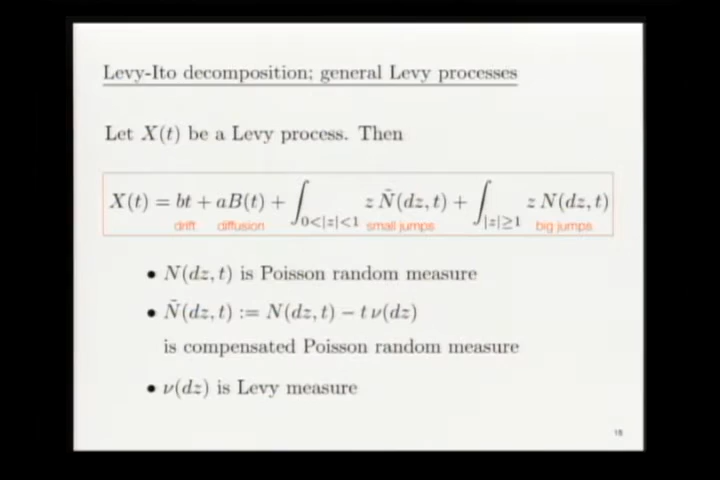 Levy-Ito decomposition; general Levy processes
Let X(t) be a Levy process. Then
X(t) = bt + aB(t) + ∫_{0<|z|<1} z Ñ(dz, t) + ∫_{|z|≥1} z N(dz, t)
drift diffusion small jumps big jumps
• N(dz, t) is Poisson random measure
• Ñ(dz, t) := N(dz, t) − t ν(dz)
is compensated Poisson random measure
• ν(dz) is Levy measure
18